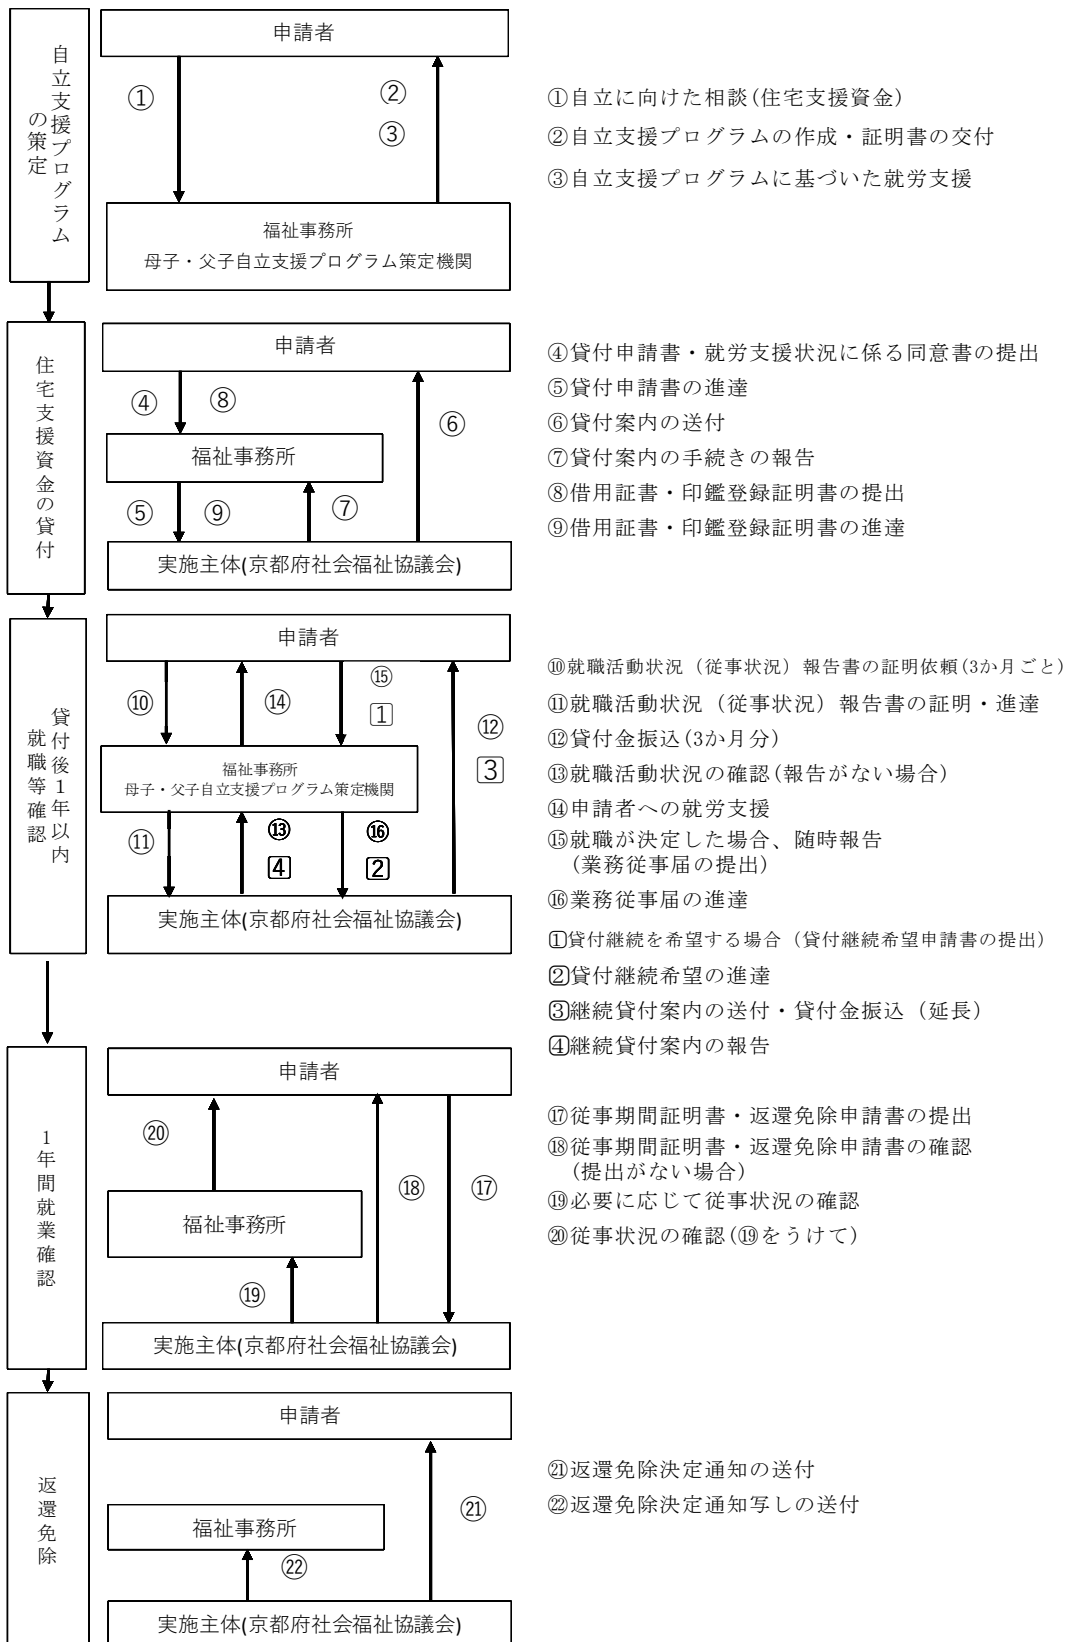 自立支援プログラム
の策定
申請者
①
②
③
福祉事務所
母子・父子自立支援プログラム策定機関
①自立に向けた相談(住宅支援資金)
②自立支援プログラムの作成・証明書の交付
③自立支援プログラムに基づいた就労支援
住宅支援資金の貸付
申請者
④
⑧
⑥
福祉事務所
⑤
⑨
⑦
実施主体(京都府社会福祉協議会)
④貸付申請書・就労支援状況に係る同意書の提出
⑤貸付申請書の進達
⑥貸付案内の送付
⑦貸付案内の手続きの報告
⑧借用証書・印鑑登録証明書の提出
⑨借用証書・印鑑登録証明書の進達
貸付後1年以内
就職等確認
申請者
⑩
⑭
⑮
1
⑫
3
福祉事務所
母子・父子自立支援プログラム策定機関
⑪
⑬
4
⑯
2
実施主体(京都府社会福祉協議会)
⑩就職活動状況（従事状況）報告書の証明依頼(3か月ごと)
⑪就職活動状況（従事状況）報告書の証明・進達
⑫貸付金振込(3か月分)
⑬就職活動状況の確認(報告がない場合)
⑭申請者への就労支援
⑮就職が決定した場合、随時報告
(業務従事届の提出)
⑯業務従事届の進達
1貸付継続を希望する場合（貸付継続希望申請書の提出）
2貸付継続希望の進達
3継続貸付案内の送付・貸付金振込（延長）
4継続貸付案内の報告
1年間就業確認
申請者
⑳
⑱
⑰
福祉事務所
⑲
実施主体(京都府社会福祉協議会)
⑰従事期間証明書・返還免除申請書の提出
⑱従事期間証明書・返還免除申請書の確認
(提出がない場合)
⑲必要に応じて従事状況の確認
⑳従事状況の確認(⑲をうけて)
返還免除
申請者
㉑
福祉事務所
㉒
実施主体(京都府社会福祉協議会)
㉑返還免除決定通知の送付
㉒返還免除決定通知写しの送付